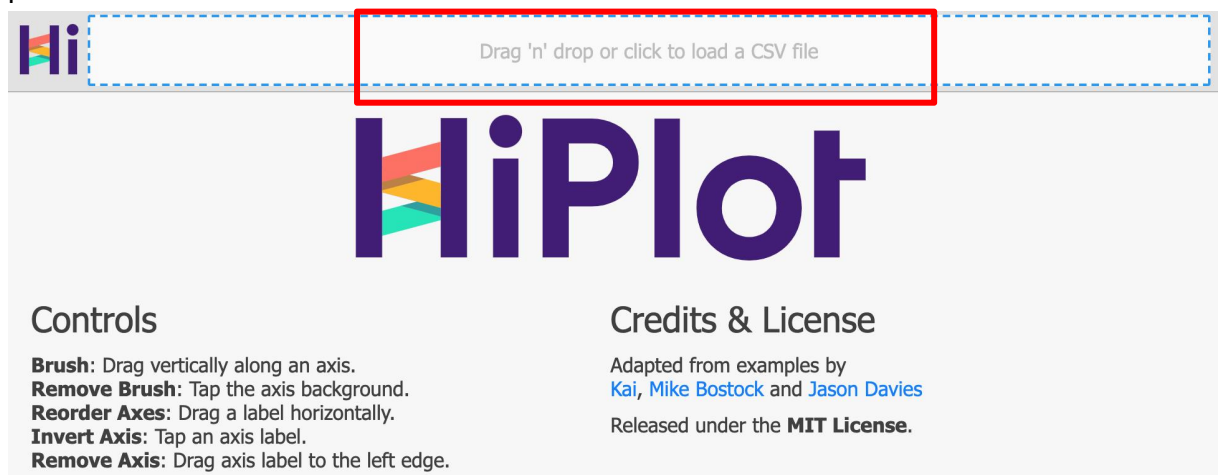 Hi
Drag 'n' drop or click to load a CSV file
HiPlot
Controls
Brush: Drag vertically along an axis.
Remove Brush: Tap the axis background.
Reorder Axes: Drag a label horizontally.
Invert Axis: Tap an axis label.
Remove Axis: Drag axis label to the left edge.
Credits & License
Adapted from examples by
Kai, Mike Bostock and Jason Davies
Released under the MIT License.